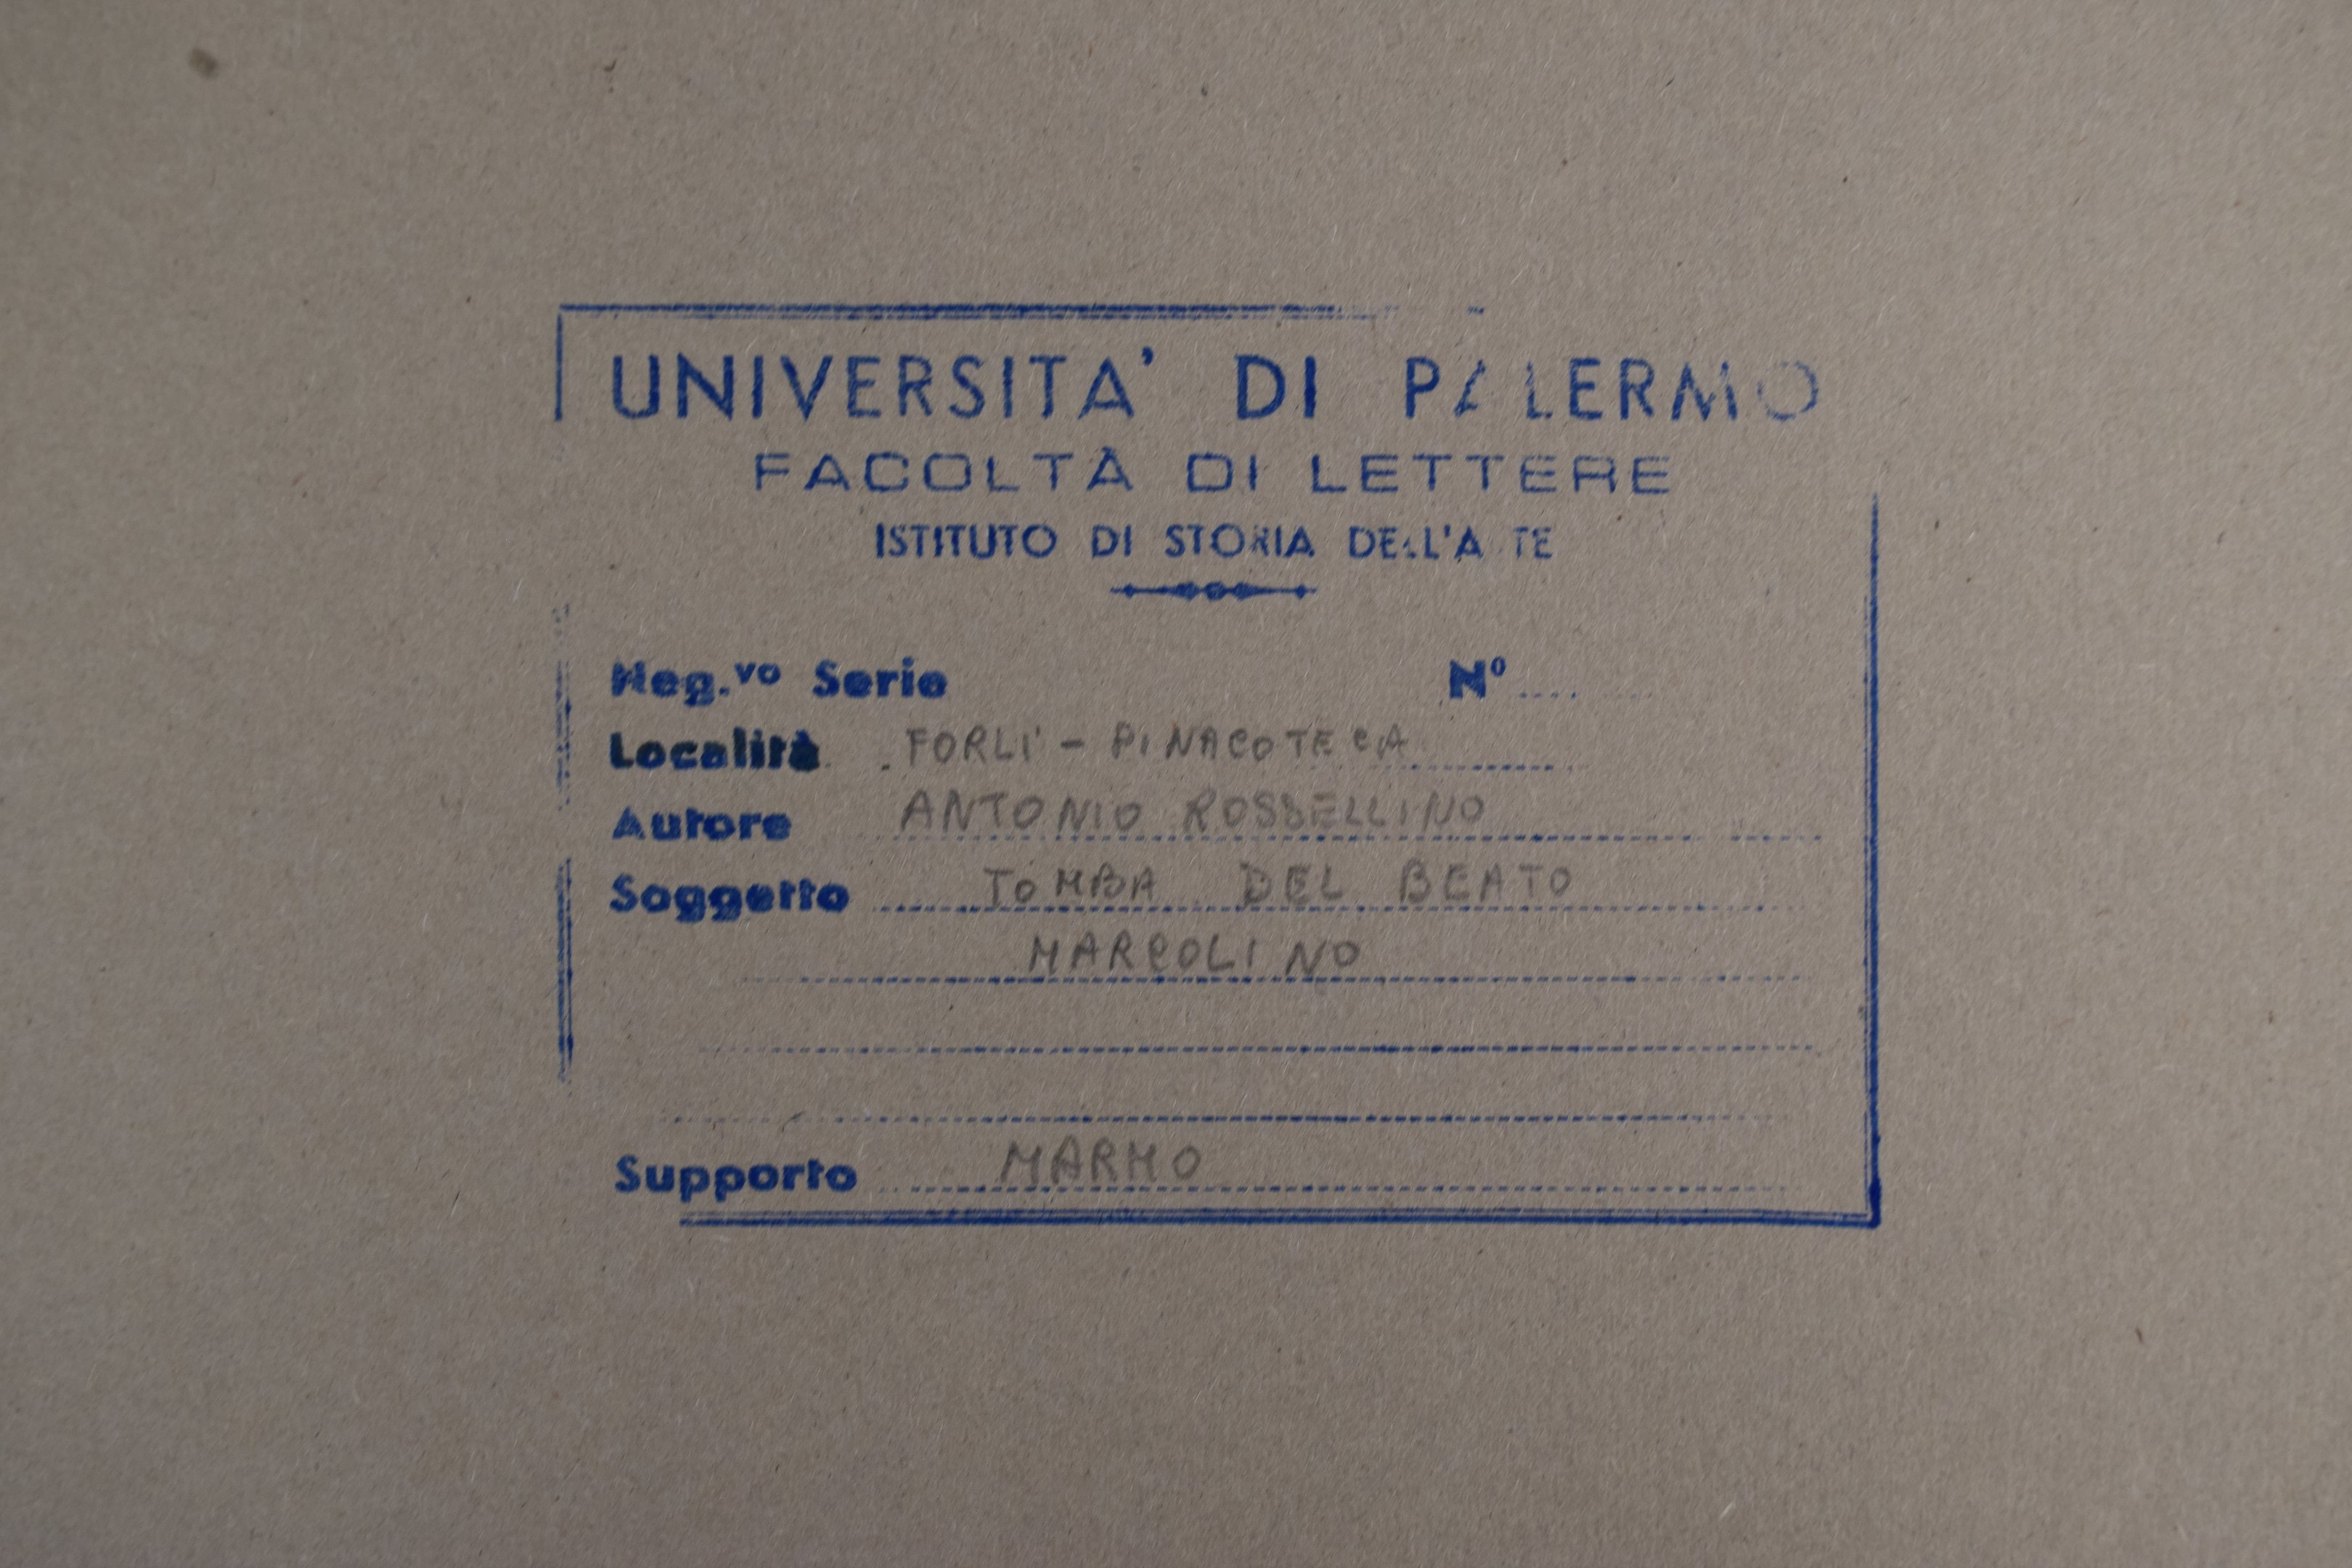 UNIVERSITA' DI PALERMO
FACOLTÀ DI LETTERE
ISTITUTO DI STORIA DELL'ARTE
Neg.vo Serie N°
Località FORLI' - PINACOTECA
Autore ANTONIO ROSSELLINO
Soggetto TOMBA DEL BEATO
MARCOLINO
Supporto MARMO